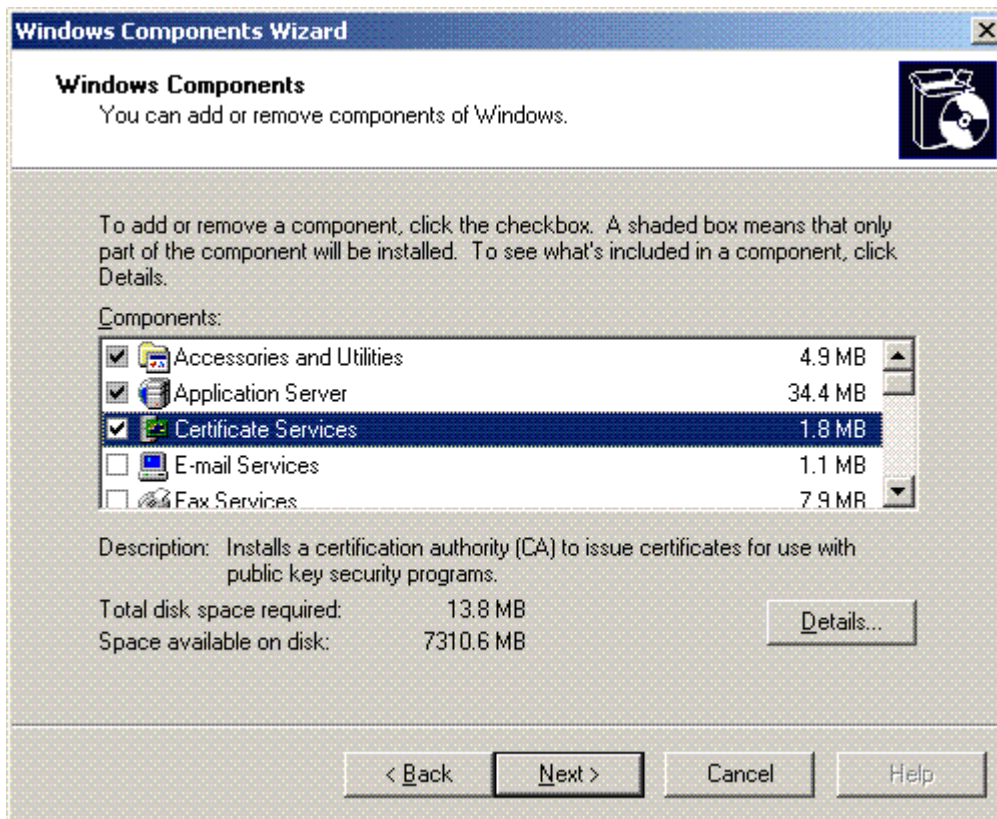 Windows Components Wizard
Windows Components
You can add or remove components of Windows.
To add or remove a component, click the checkbox.  A shaded box means that only
part of the component will be installed.  To see what's included in a component, click
Details.
Components:
Accessories and Utilities 4.9 MB
Application Server 34.4 MB
Certificate Services 1.8 MB
E-mail Services 1.1 MB
Fax Services 7.9 MB
Description: Installs a certification authority (CA) to issue certificates for use with
public key security programs.
Total disk space required: 13.8 MB
Space available on disk: 7310.6 MB
Details...
< Back Next > Cancel Help